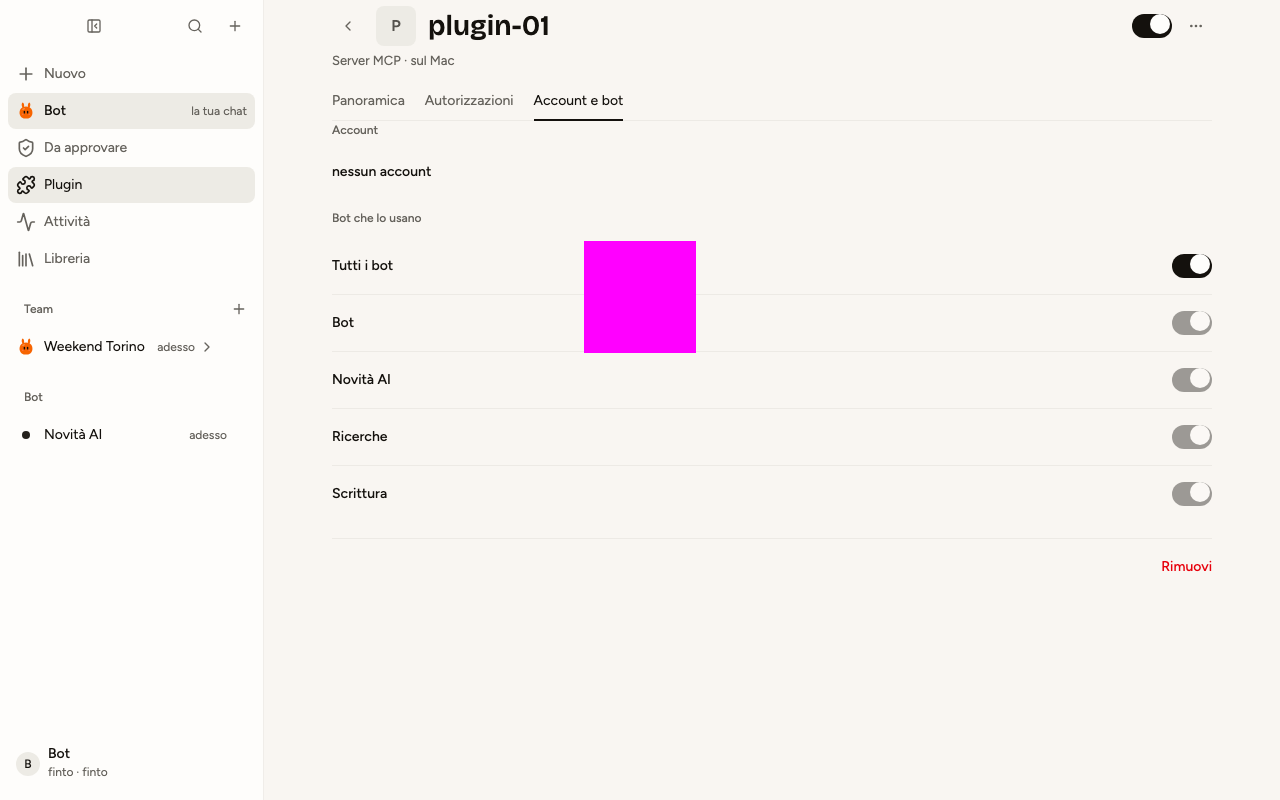 Nuovo
Bot
la tua chat
Da approvare
Plugin
Attività
Libreria
Team
Weekend Torino
adesso
Bot
Novità AI
adesso
B
Bot
finto · finto
P
plugin-01
Server MCP · sul Mac
Panoramica
Autorizzazioni
Account e bot
Account
nessun account
Bot che lo usano
Tutti i bot
Bot
Novità AI
Ricerche
Scrittura
Rimuovi